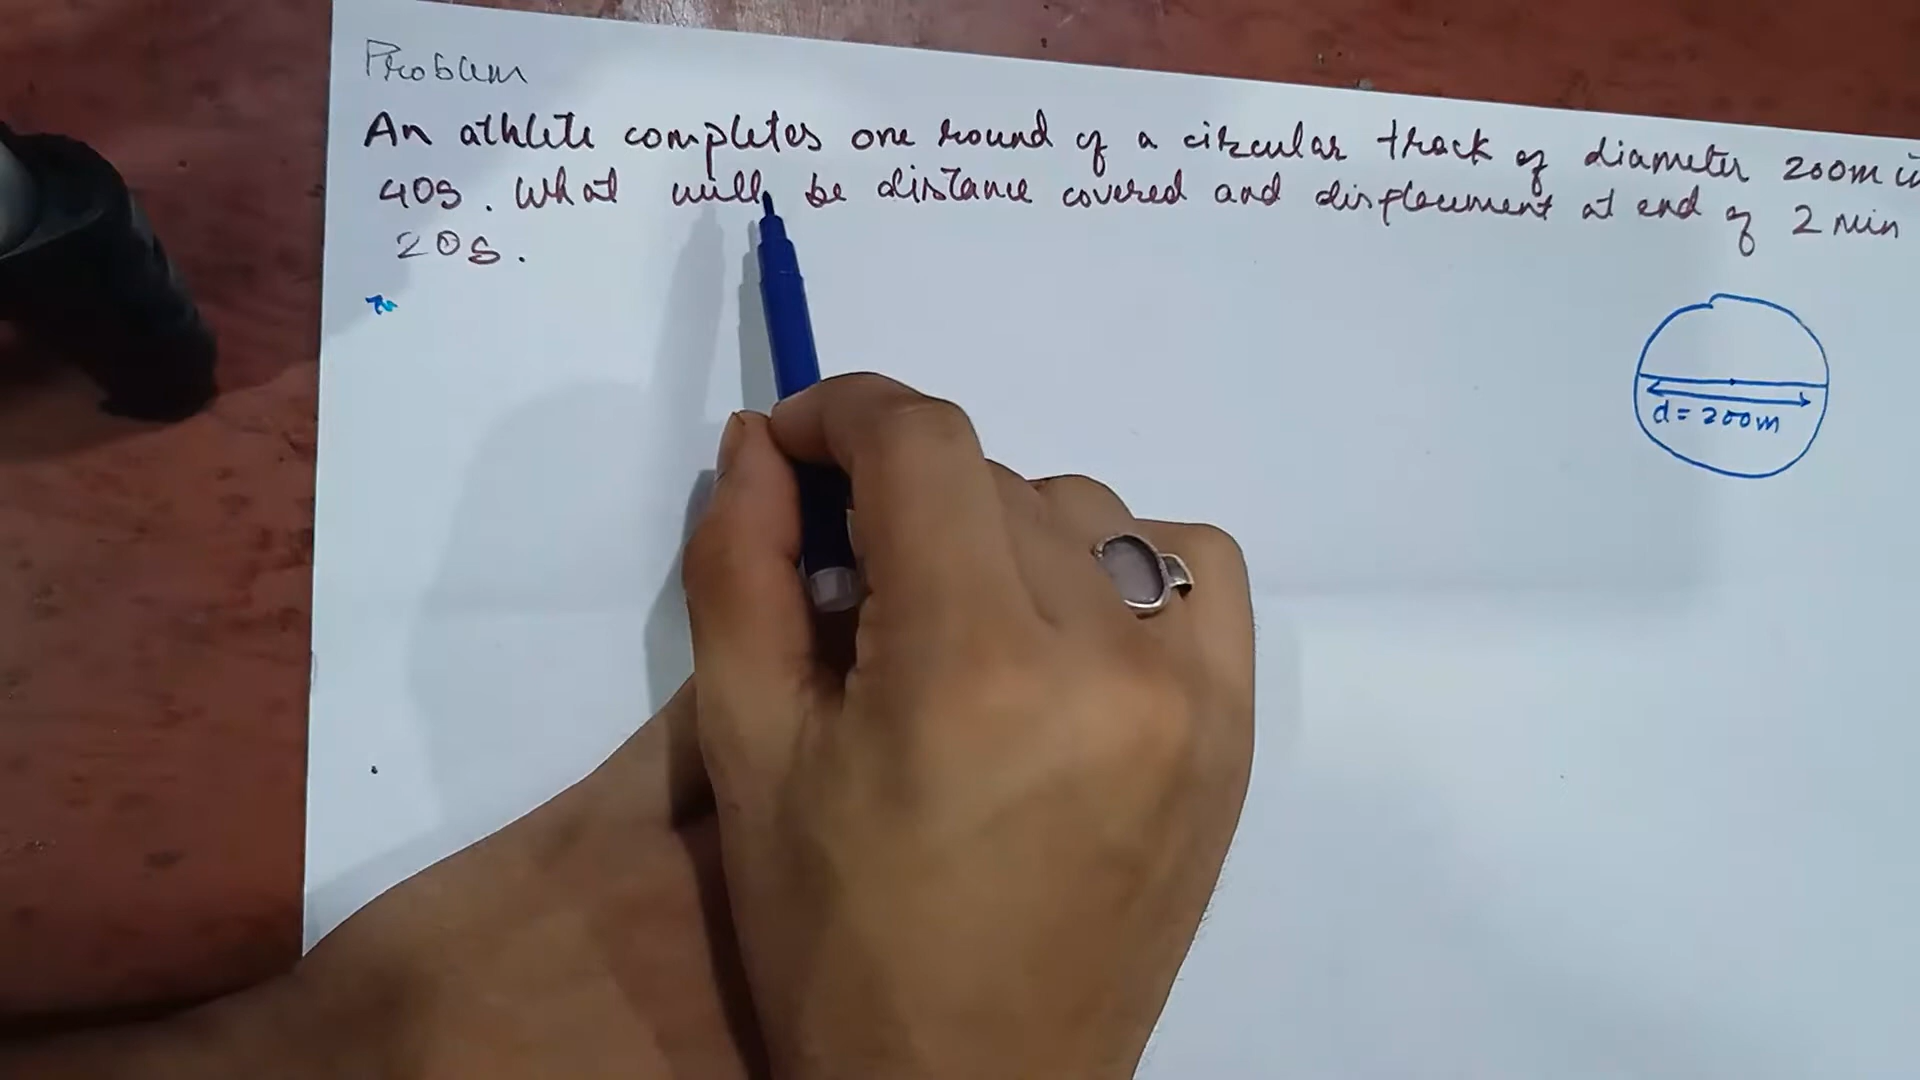 Problem
An athlete completes one round of a circular track of diameter 200m in
40s. What will be distance covered and displacement at end of 2 min
20s.
d = 200m